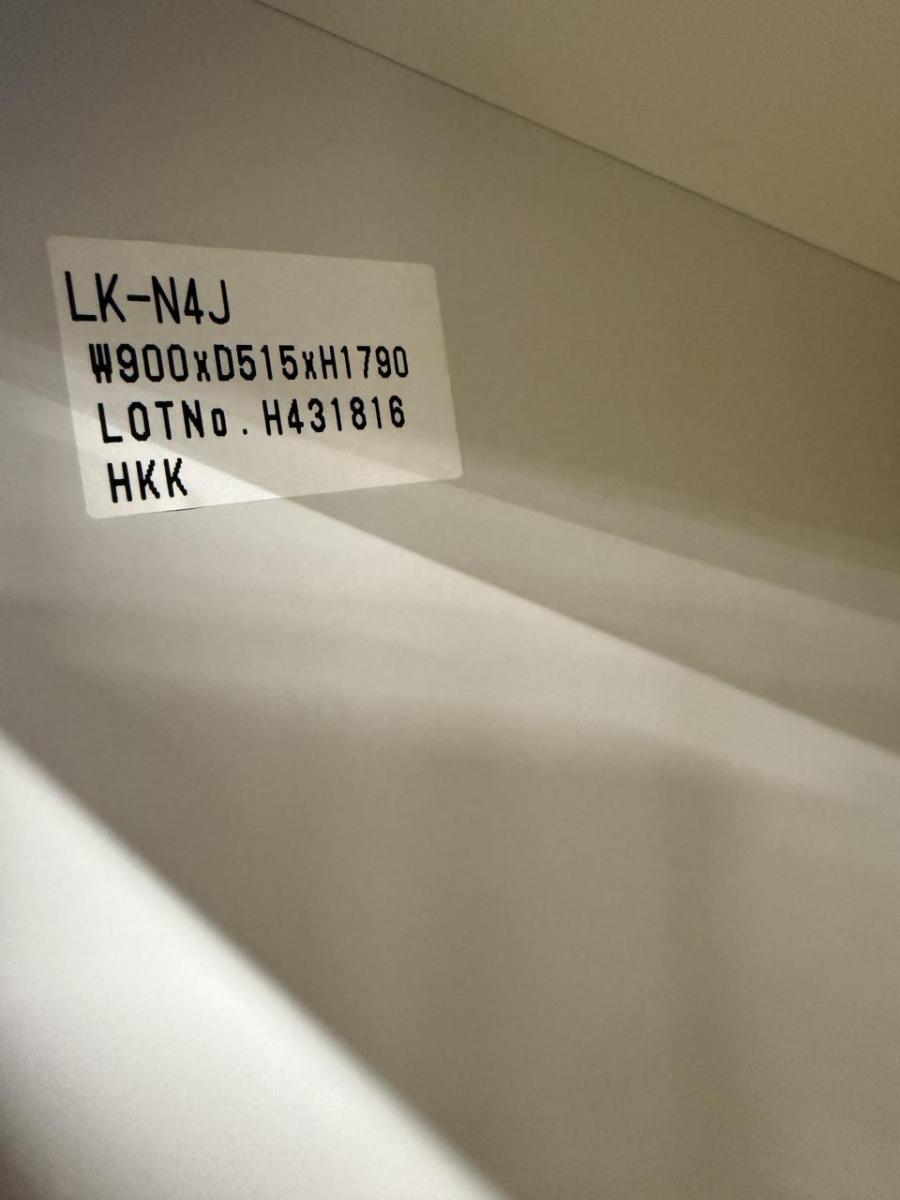 LK-N4J
W900xD515xH1790
LOTNo.H431816
HKK